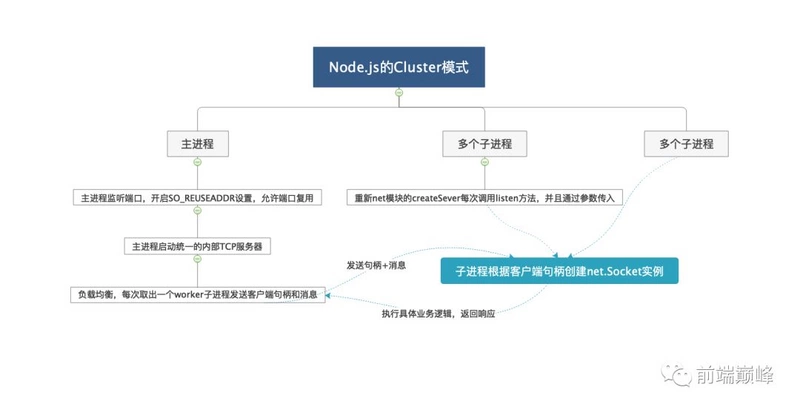 Node.js的Cluster模式
主进程
多个子进程
多个子进程
主进程监听端口，开启SO_REUSEADDR设置，允许端口复用
重新net模块的createSever每次调用listen方法，并且通过参数传入
主进程启动统一的内部TCP服务器
发送句柄+消息
子进程根据客户端句柄创建net.Socket实例
负载均衡，每次取出一个worker子进程发送客户端句柄和消息
执行具体业务逻辑，返回响应
前端巅峰